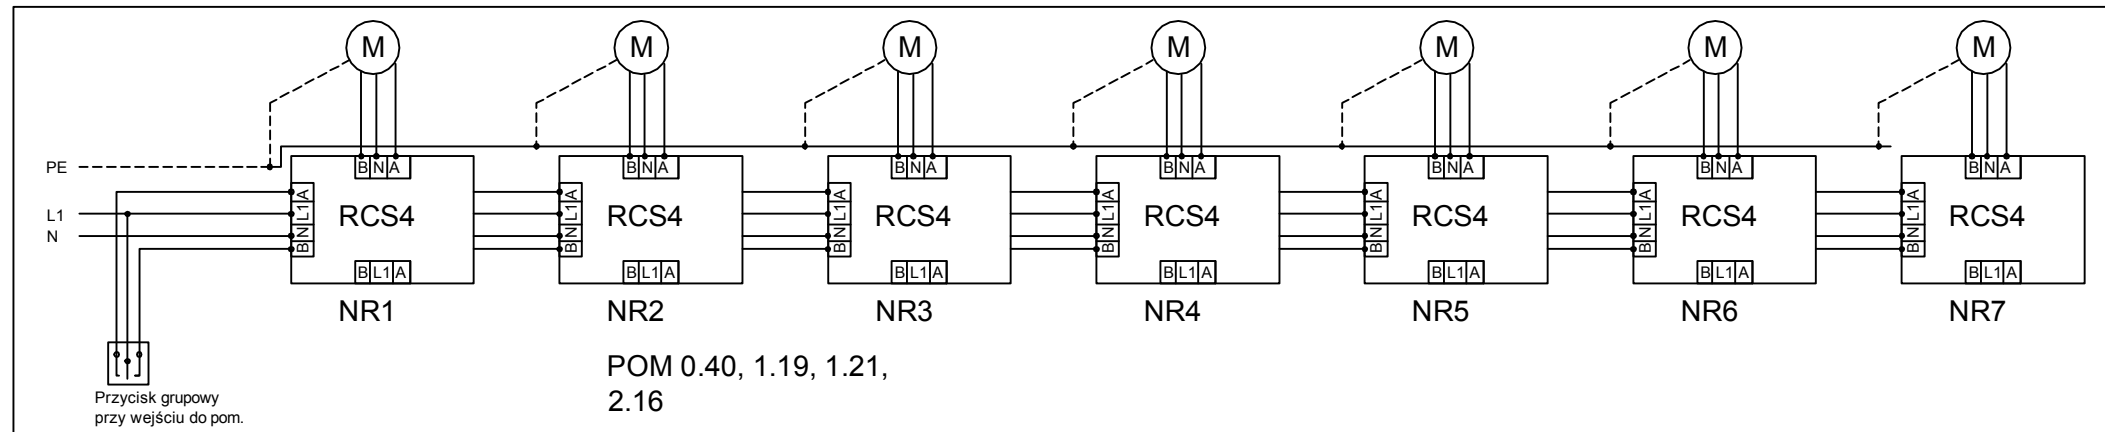 M M M M M M M
PE
B N A B N A B N A B N A B N A B N A B N A
A L1 N B A L1 N B A L1 N B A L1 N B A L1 N B A L1 N B A L1 N B
L1
N
RCS4 RCS4 RCS4 RCS4 RCS4 RCS4 RCS4
B L1 A B L1 A B L1 A B L1 A B L1 A B L1 A B L1 A
NR1 NR2 NR3 NR4 NR5 NR6 NR7
POM 0.40, 1.19, 1.21,
2.16
Przycisk grupowy
przy wejściu do pom.